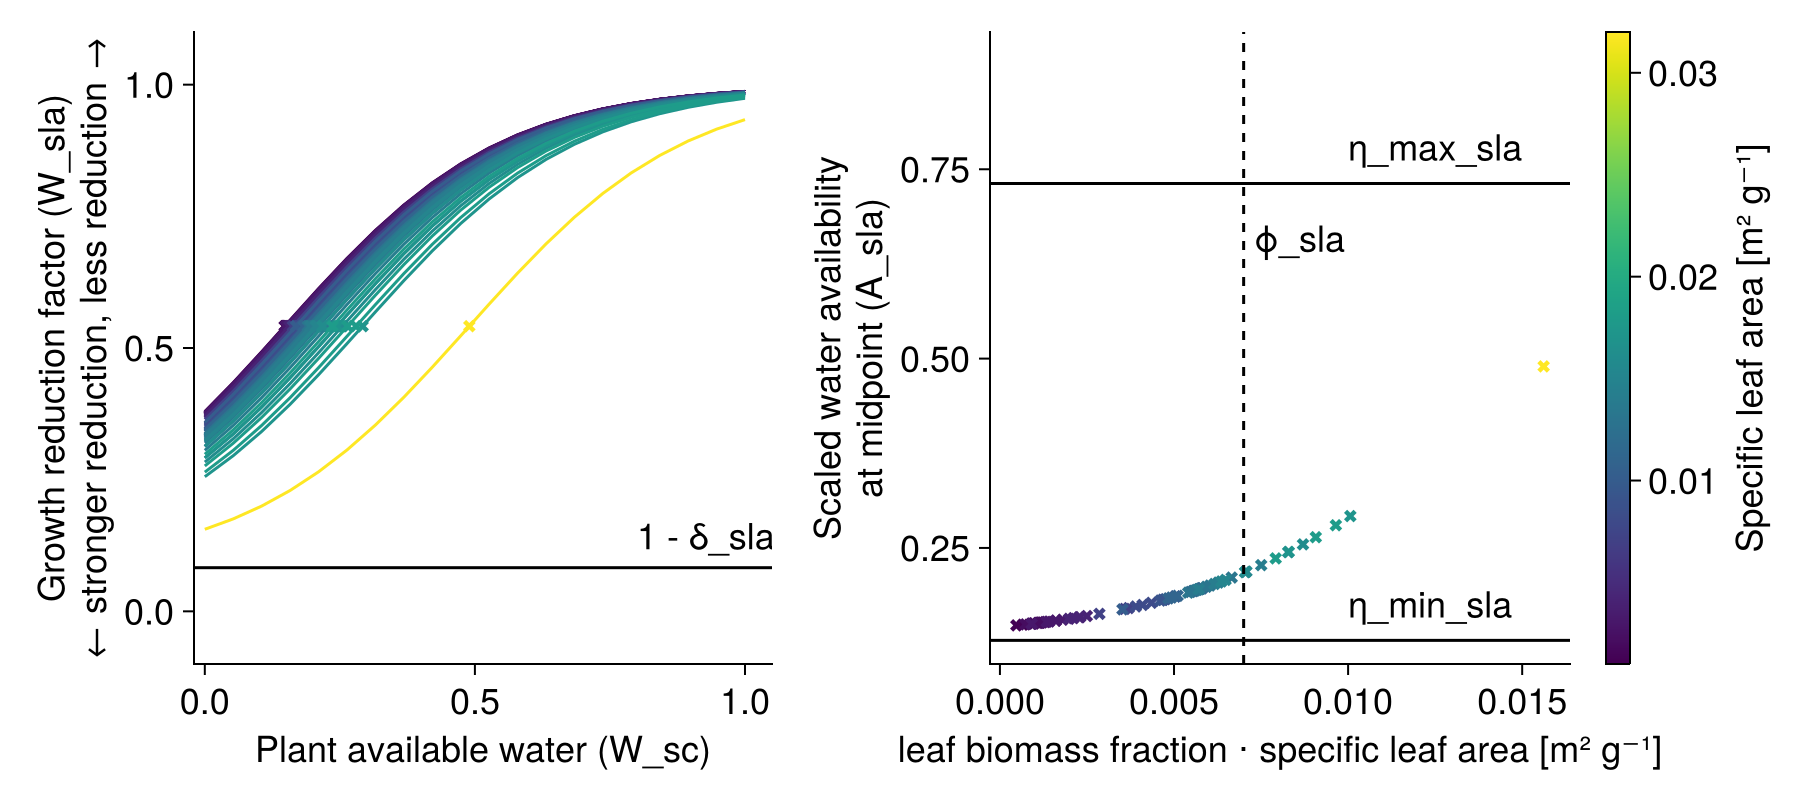 Growth reduction factor (W_sla)
← stronger reduction, less reduction →
1.0
0.5
0.0
1 - δ_sla
0.0
0.5
1.0
Plant available water (W_sc)
Scaled water availability
at midpoint (A_sla)
0.75
0.50
0.25
η_max_sla
ϕ_sla
η_min_sla
0.000
0.005
0.010
0.015
leaf biomass fraction · specific leaf area [m² g⁻¹]
0.03
0.02
0.01
Specific leaf area [m² g⁻¹]